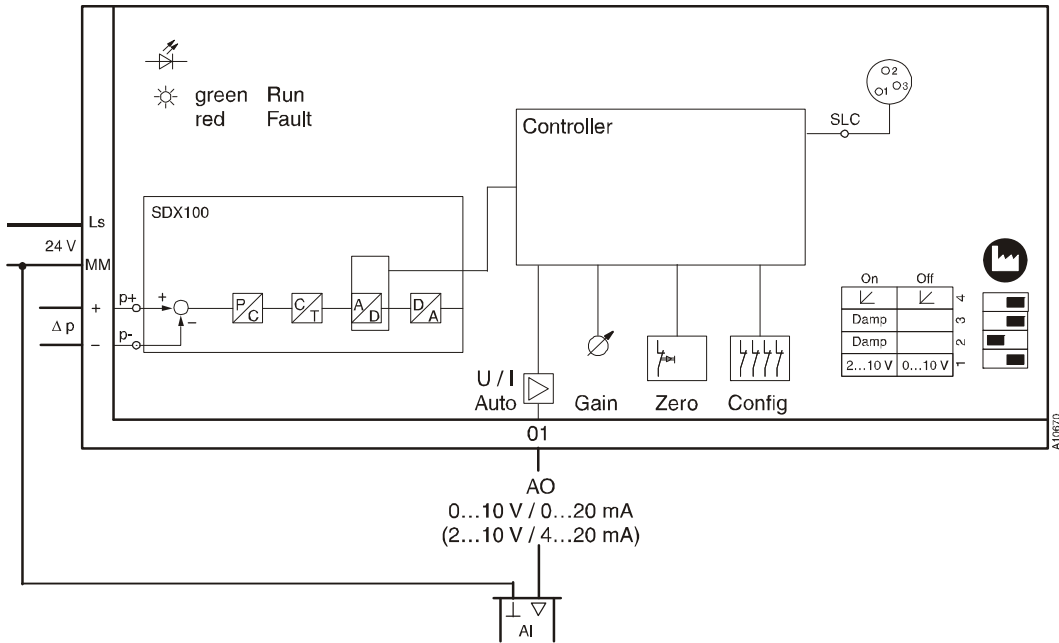 green Run
red Fault
Controller
2
1
3
SLC
SDX100
Ls
24 V
MM
+
Δ p
–
p+
p-
+
–
P
C
C
T
A
D
D
A
U / I
Auto
Gain
Zero
Config
On
Off
4
Damp
3
Damp
2
2...10 V
0...10 V
1
01
A10670
AO
0...10 V / 0...20 mA
(2...10 V / 4...20 mA)
AI